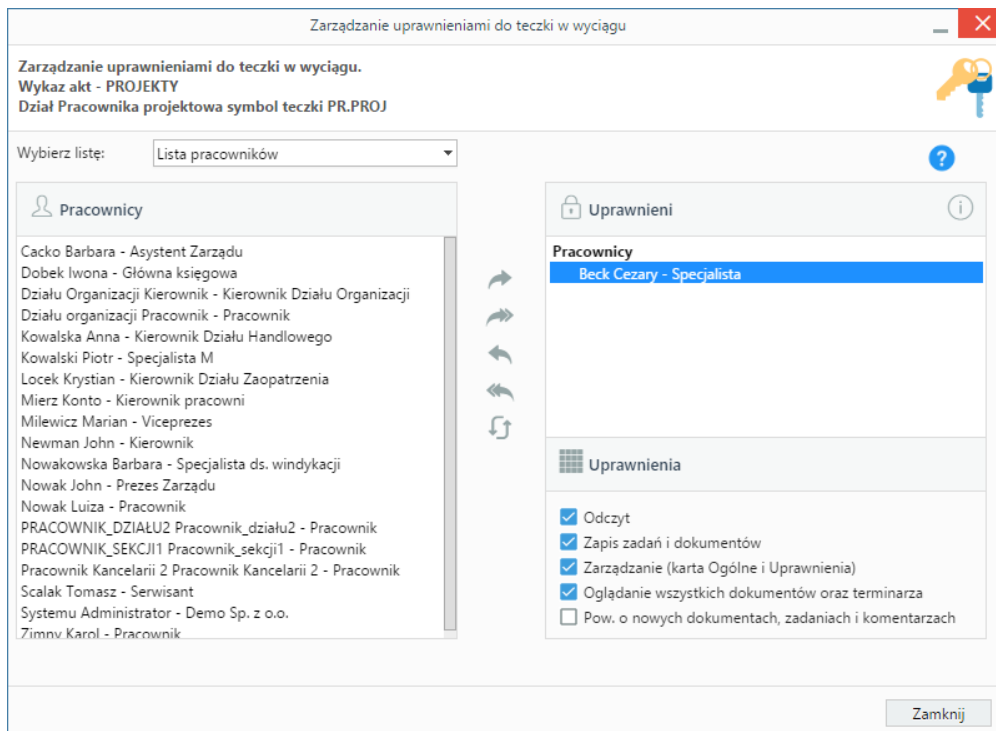 Zarządzanie uprawnieniami do teczki w wyciągu
Zarządzanie uprawnieniami do teczki w wyciągu.
Wykaz akt - PROJEKTY
Dział Pracownika projektowa symbol teczki PR.PROJ
Wybierz listę: Lista pracowników
?
Pracownicy
Cacko Barbara - Asystent Zarządu
Dobek Iwona - Główna księgowa
Działu Organizacji Kierownik - Kierownik Działu Organizacji
Działu organizacji Pracownik - Pracownik
Kowalska Anna - Kierownik Działu Handlowego
Kowalski Piotr - Specjalista M
Locek Krystian - Kierownik Działu Zaopatrzenia
Mierz Konto - Kierownik pracowni
Milewicz Marian - Viceprezes
Newman John - Kierownik
Nowakowska Barbara - Specjalista ds. windykacji
Nowak John - Prezes Zarządu
Nowak Luiza - Pracownik
PRACOWNIK_DZIAŁU2 Pracownik_działu2 - Pracownik
PRACOWNIK_SEKCJI1 Pracownik_sekcji1 - Pracownik
Pracownik Kancelarii 2 Pracownik Kancelarii 2 - Pracownik
Scalak Tomasz - Serwisant
Systemu Administrator - Demo Sp. z o.o.
Zimny Karol - Pracownik
Uprawnieni
Pracownicy
Beck Cezary - Specjalista
Uprawnienia
Odczyt
Zapis zadań i dokumentów
Zarządzanie (karta Ogólne i Uprawnienia)
Oglądanie wszystkich dokumentów oraz terminarza
Pow. o nowych dokumentach, zadaniach i komentarzach
Zamknij